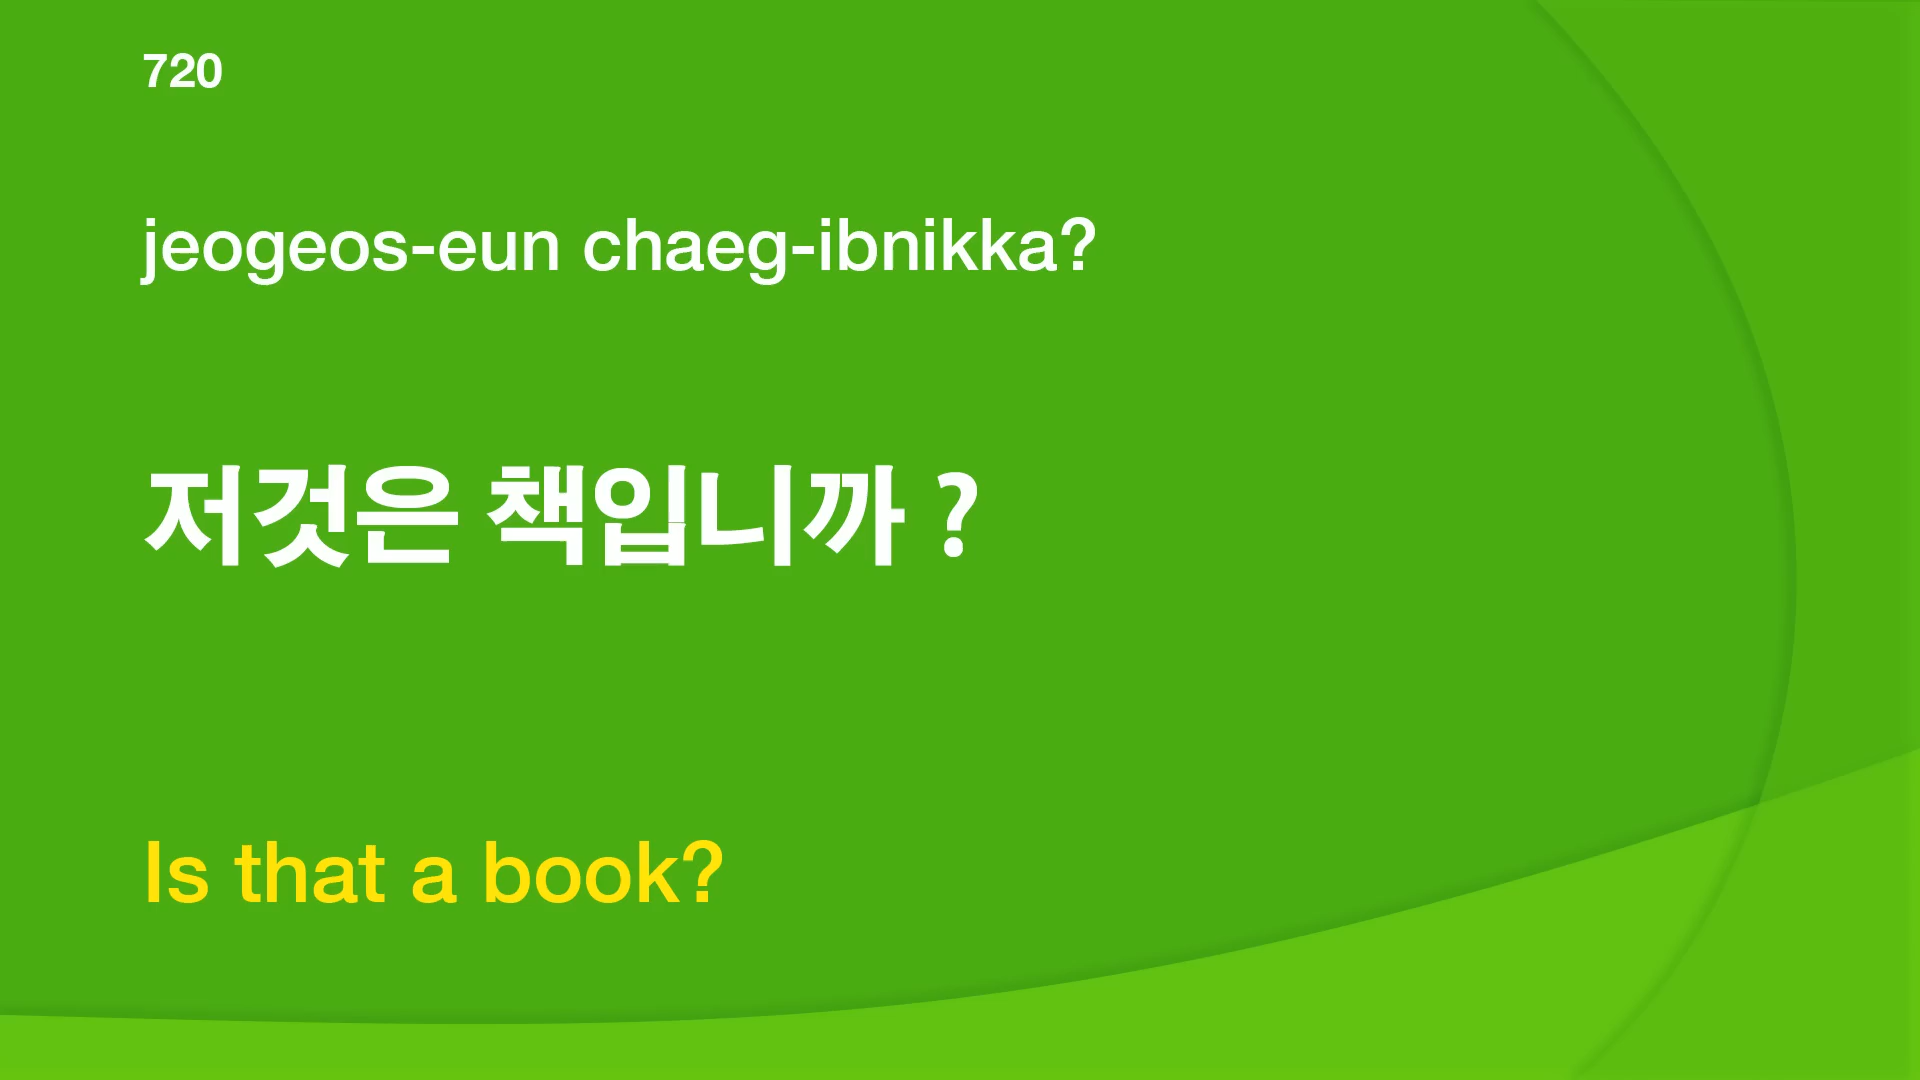 720
jeogeos-eun chaeg-ibnikka?
저것은 책입니까 ?
Is that a book?